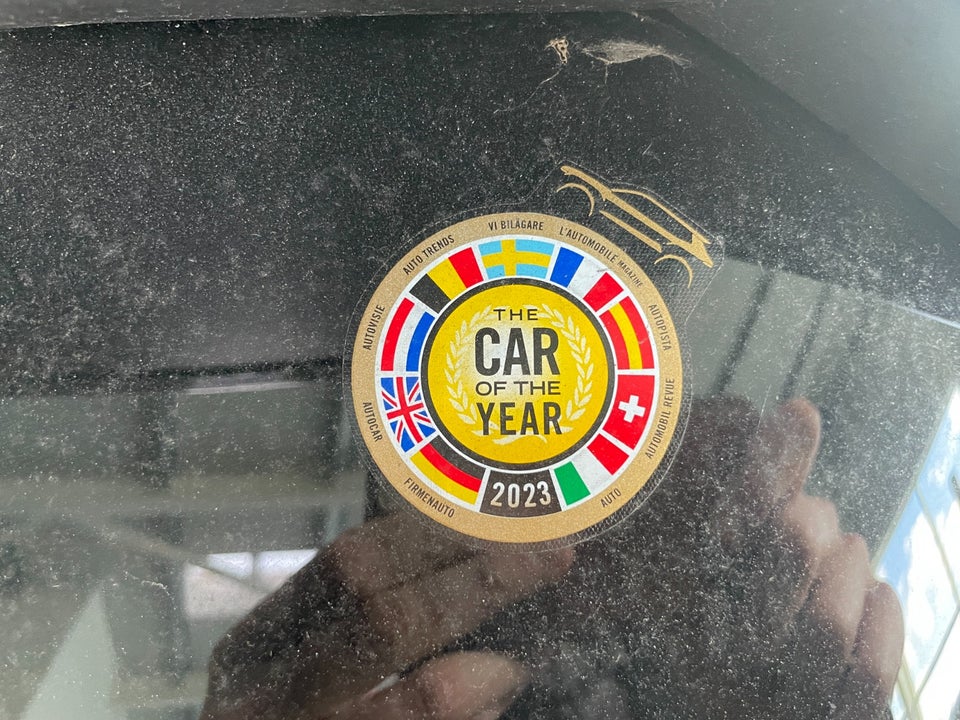 THE
CAR
OF THE
YEAR
2023
AUTOCAR
AUTOVISIE
AUTO TRENDS
VI BILÄGARE
L'AUTOMOBILE MAGAZINE
AUTOPISTA
AUTOMOBIL REVUE
AUTO
FIRMENAUTO